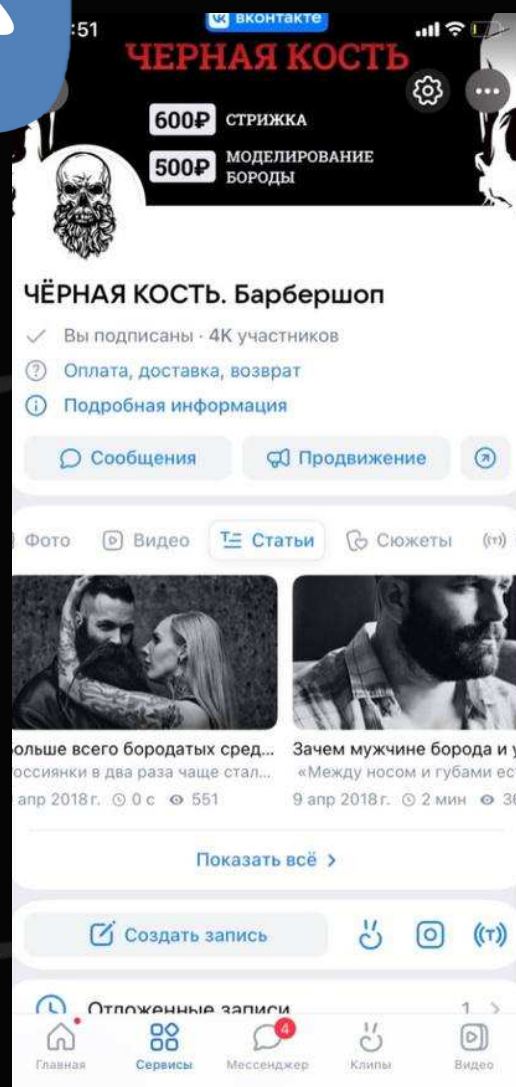 :51
вконтакте
ЧЕРНАЯ КОСТЬ
600₽ СТРИЖКА
500₽ МОДЕЛИРОВАНИЕ
БОРОДЫ
ЧЁРНАЯ КОСТЬ. Барбершоп
Вы подписаны · 4K участников
Оплата, доставка, возврат
Подробная информация
Сообщения Продвижение
Фото Видео Статьи Сюжеты
ольше всего бородатых сред... Зачем мужчине борода и у
оссиянки в два раза чаще стал... «Между носом и губами ес
апр 2018 г. 0 с 551 9 апр 2018 г. 2 мин
Показать всё
Создать запись
Отложенные записи 1
4
Главная Сервисы Мессенджер Клипы Видео